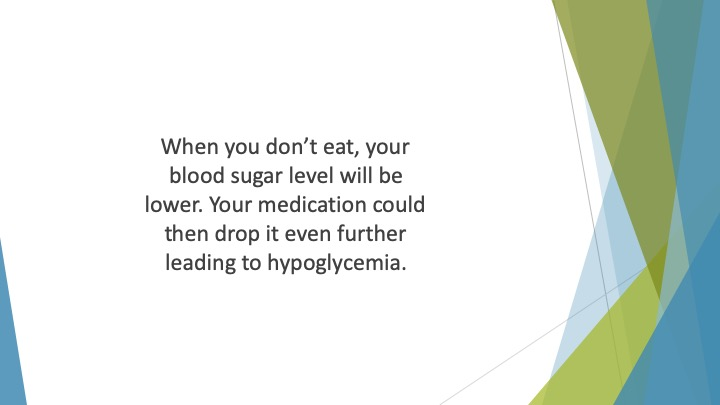 When you don’t eat, your
blood sugar level will be
lower. Your medication could
then drop it even further
leading to hypoglycemia.